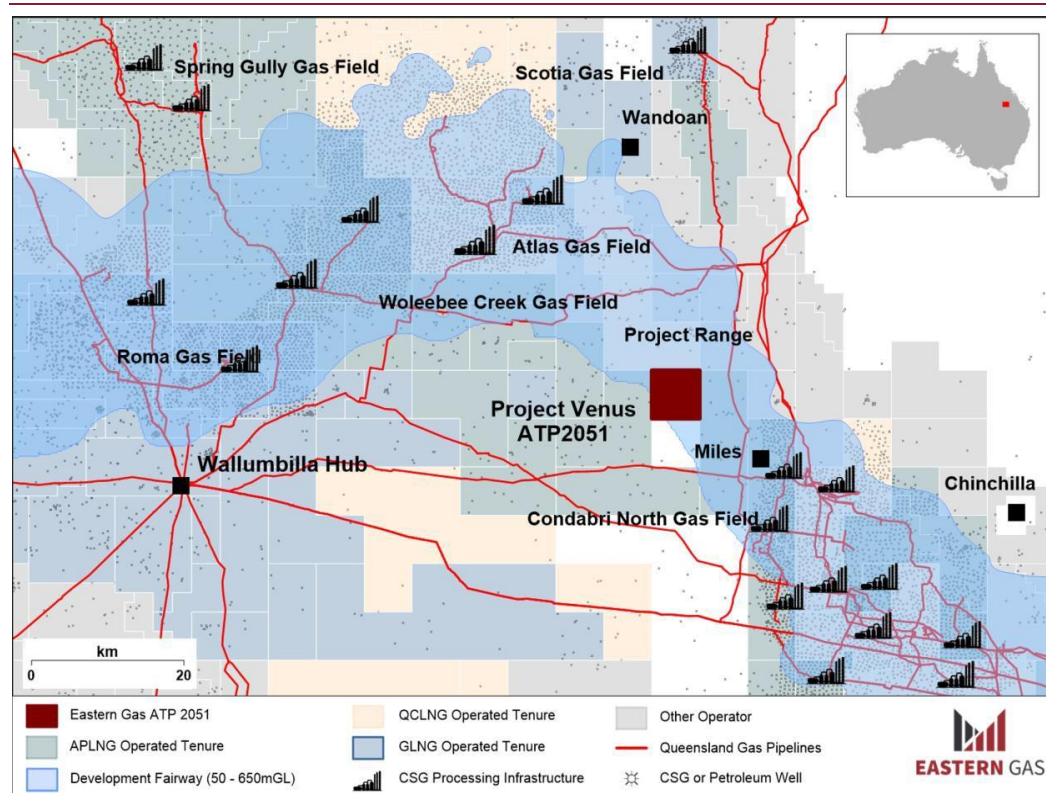 Spring Gully Gas Field
Scotia Gas Field
Wandoan
Atlas Gas Field
Woleebee Creek Gas Field
Project Range
Roma Gas Field
Project Venus
ATP2051
Miles
Wallumbilla Hub
Chinchilla
Condabri North Gas Field
km
0 20
Eastern Gas ATP 2051
QCLNG Operated Tenure
Other Operator
APLNG Operated Tenure
GLNG Operated Tenure
Queensland Gas Pipelines
Development Fairway (50 - 650mGL)
CSG Processing Infrastructure
CSG or Petroleum Well
EASTERN GAS